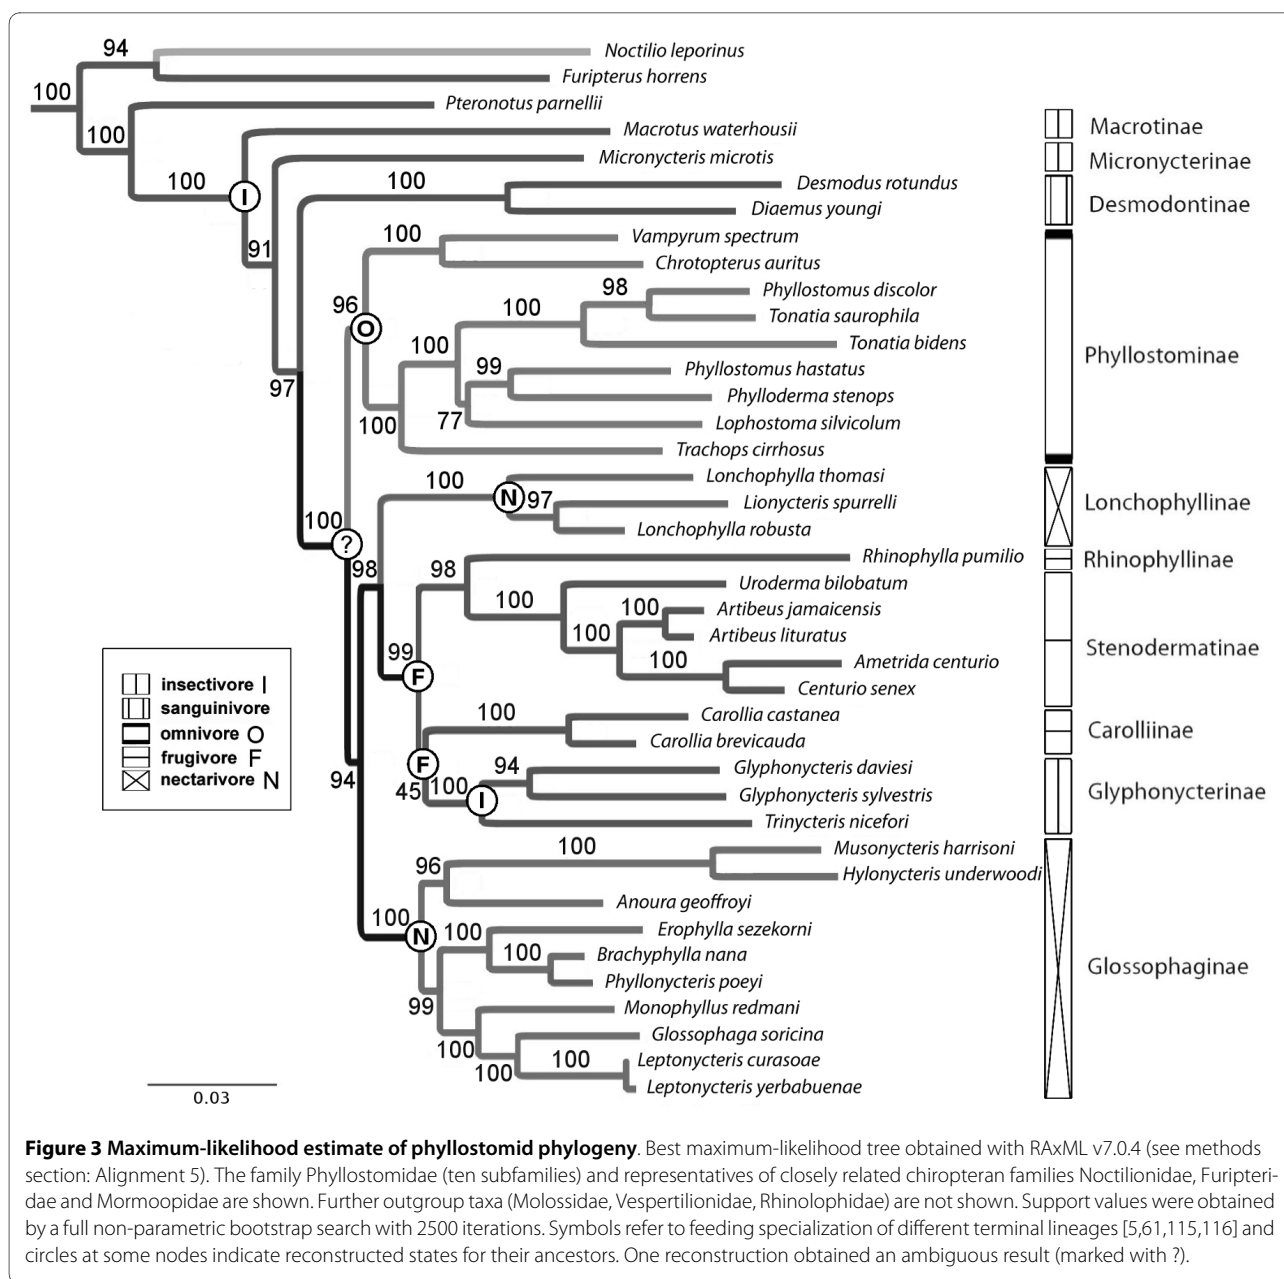 94
Noctilio leporinus
Furipterus horrens
100
Pteronotus parnellii
100
Macrotus waterhousii
Macrotinae
Micronycteris microtis
Micronycterinae
100
I
100
Desmodus rotundus
Diaemus youngi
Desmodontinae
91
100
Vampyrum spectrum
Chrotopterus auritus
96
O
98
Phyllostomus discolor
100
Tonatia saurophila
Tonatia bidens
100
Phyllostominae
99
Phyllostomus hastatus
97
Phylloderma stenops
77
100
Lophostoma silvicolum
Trachops cirrhosus
100
Lonchophylla thomasi
N
97
Lionycteris spurrelli
Lonchophyllinae
Lonchophylla robusta
100
?
Rhinophylla pumilio
Rhinophyllinae
98
98
Uroderma bilobatum
100
100
Artibeus jamaicensis
100
Artibeus lituratus
Stenodermatinae
99
100
Ametrida centurio
F
Centurio senex
insectivore I
sanguinivore
omnivore O
frugivore F
nectarivore N
100
Carollia castanea
Carollia brevicauda
Carolliinae
F
94
Glyphonycteris daviesi
94
45
100
I
Glyphonycteris sylvestris
Glyphonycterinae
Trinycteris nicefori
100
Musonycteris harrisoni
96
Hylonycteris underwoodi
Anoura geoffroyi
100
N
100
Erophylla sezekorni
100
Brachyphylla nana
Glossophaginae
Phyllonycteris poeyi
99
Monophyllus redmani
100
Glossophaga soricina
100
100
Leptonycteris curasoae
Leptonycteris yerbabuenae
0.03
Figure 3 Maximum-likelihood estimate of phyllostomid phylogeny. Best maximum-likelihood tree obtained with RAxML v7.0.4 (see methods
section: Alignment 5). The family Phyllostomidae (ten subfamilies) and representatives of closely related chiropteran families Noctilionidae, Furipteri-
dae and Mormoopidae are shown. Further outgroup taxa (Molossidae, Vespertilionidae, Rhinolophidae) are not shown. Support values were obtained
by a full non-parametric bootstrap search with 2500 iterations. Symbols refer to feeding specialization of different terminal lineages [5,61,115,116] and
circles at some nodes indicate reconstructed states for their ancestors. One reconstruction obtained an ambiguous result (marked with ?).